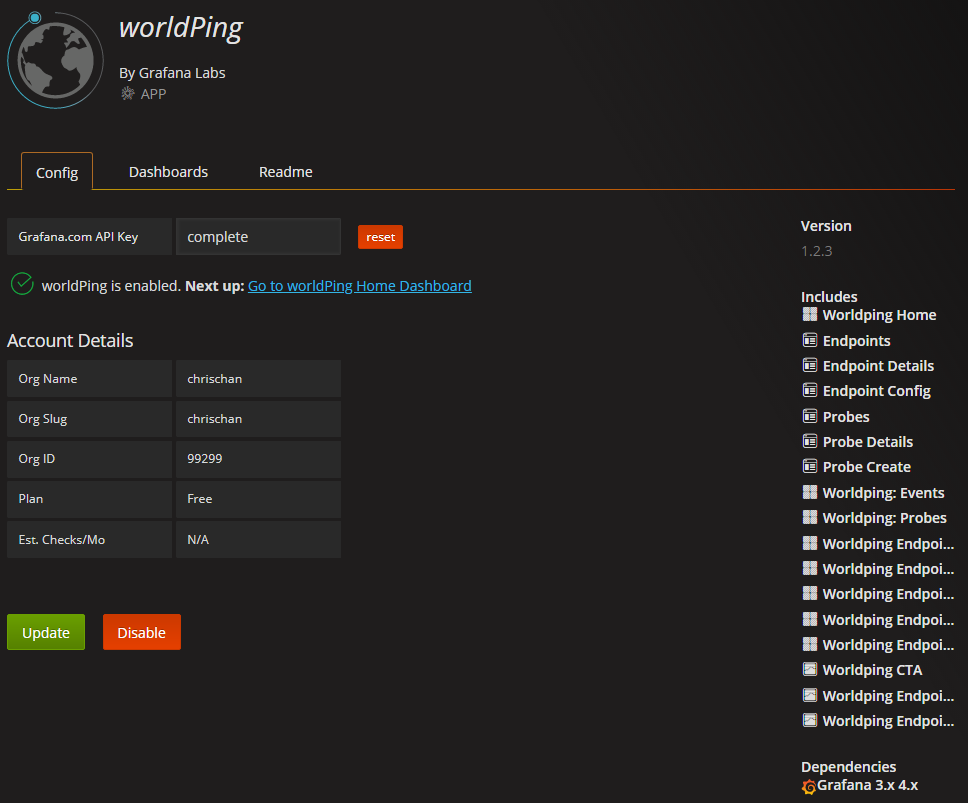 worldPing
By Grafana Labs
APP
Config
Dashboards
Readme
Grafana.com API Key
complete
reset
worldPing is enabled. Next up: Go to worldPing Home Dashboard
Account Details
Org Name
chrischan
Org Slug
chrischan
Org ID
99299
Plan
Free
Est. Checks/Mo
N/A
Update
Disable
Version
1.2.3
Includes
Worldping Home
Endpoints
Endpoint Details
Endpoint Config
Probes
Probe Details
Probe Create
Worldping: Events
Worldping: Probes
Worldping Endpoi...
Worldping Endpoi...
Worldping Endpoi...
Worldping Endpoi...
Worldping Endpoi...
Worldping CTA
Worldping Endpoi...
Worldping Endpoi...
Dependencies
Grafana 3.x 4.x